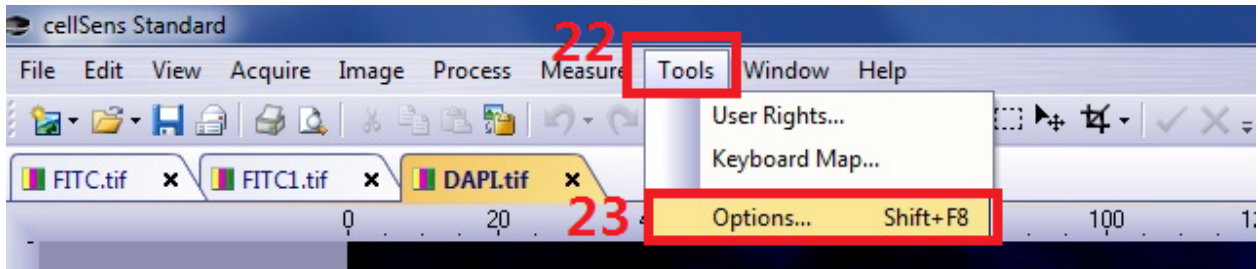 cellSens Standard
22
File Edit View Acquire Image Process Measure Tools Window Help
User Rights...
Keyboard Map...
FITC.tif FITC1.tif DAPI.tif
23 Options... Shift+F8
0 20 100